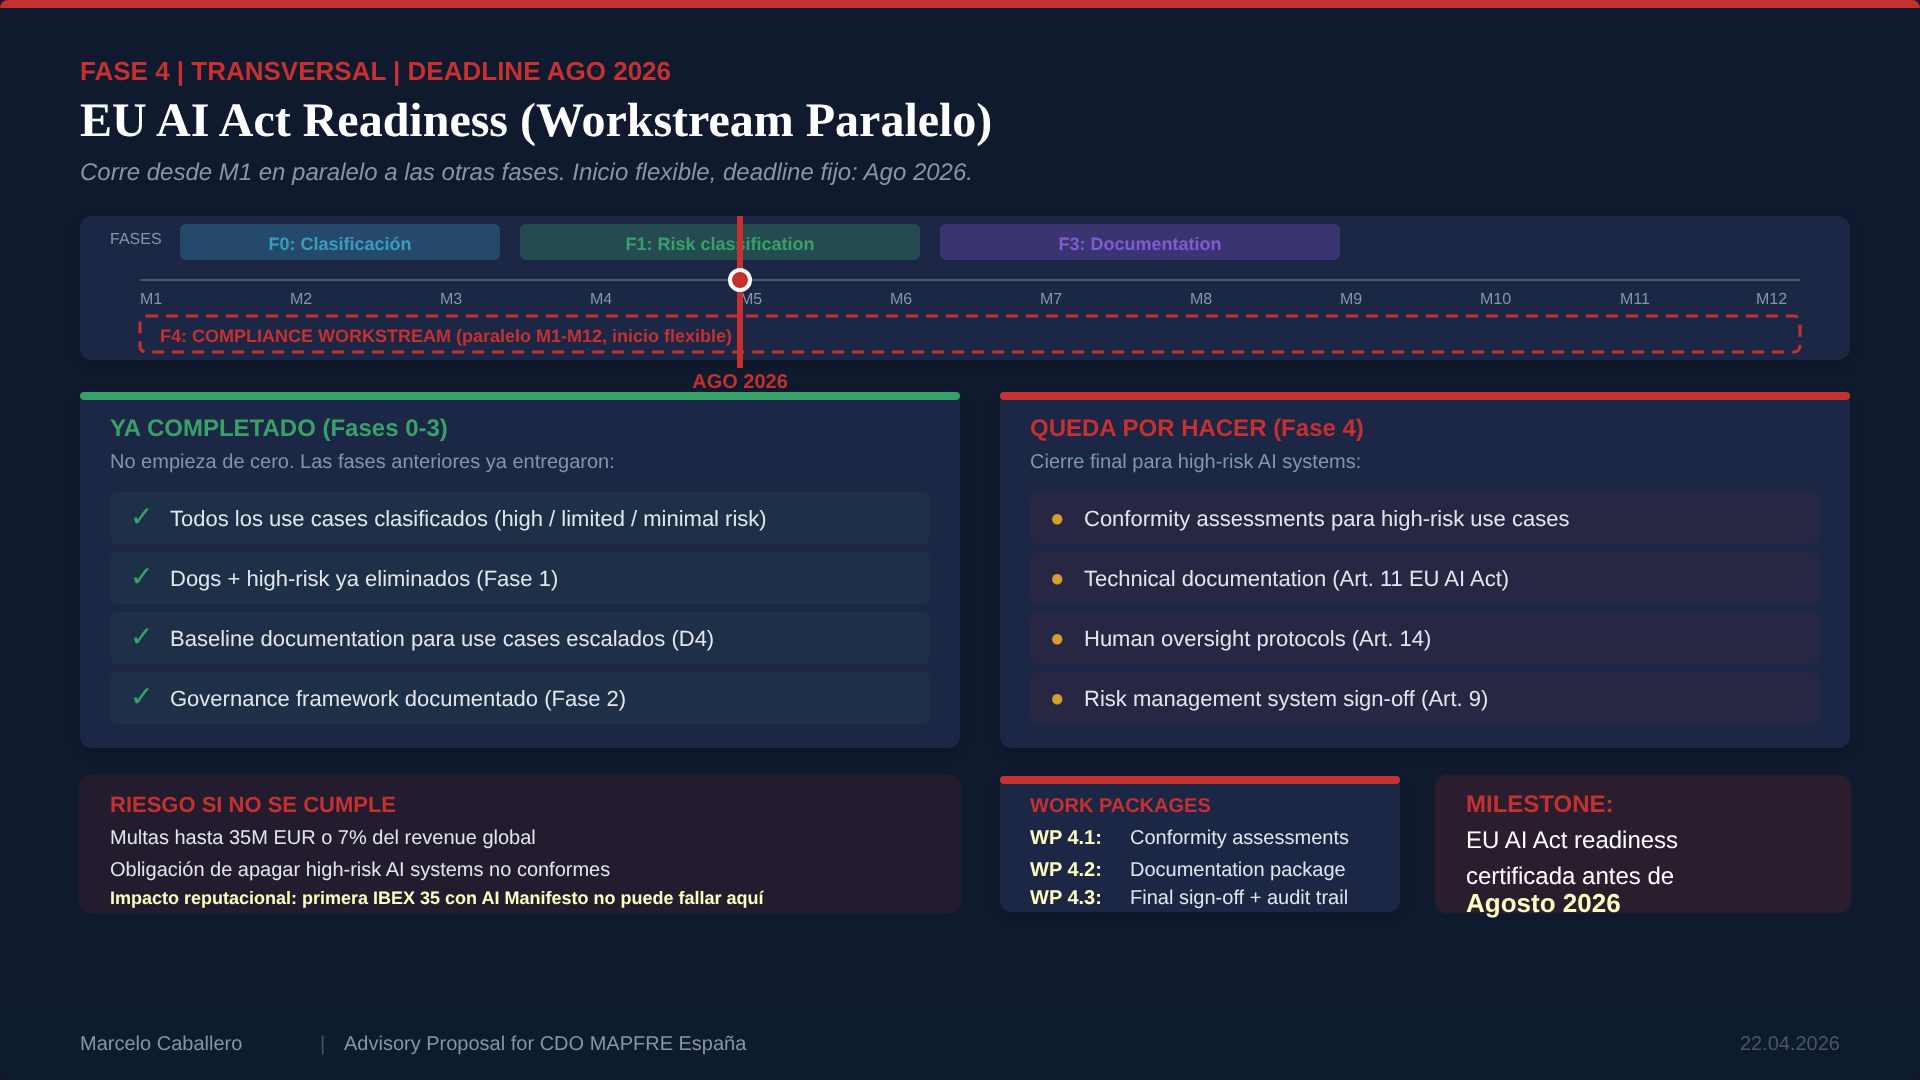 FASE 4 | TRANSVERSAL | DEADLINE AGO 2026
EU AI Act Readiness (Workstream Paralelo)
Corre desde M1 en paralelo a las otras fases. Inicio flexible, deadline fijo: Ago 2026.
FASES
F0: Clasificación
F1: Risk classification
F3: Documentation
M1 M2 M3 M4 M5 M6 M7 M8 M9 M10 M11 M12
F4: COMPLIANCE WORKSTREAM (paralelo M1-M12, inicio flexible)
AGO 2026
YA COMPLETADO (Fases 0-3)
No empieza de cero. Las fases anteriores ya entregaron:
✓ Todos los use cases clasificados (high / limited / minimal risk)
✓ Dogs + high-risk ya eliminados (Fase 1)
✓ Baseline documentation para use cases escalados (D4)
✓ Governance framework documentado (Fase 2)
QUEDA POR HACER (Fase 4)
Cierre final para high-risk AI systems:
● Conformity assessments para high-risk use cases
● Technical documentation (Art. 11 EU AI Act)
● Human oversight protocols (Art. 14)
● Risk management system sign-off (Art. 9)
RIESGO SI NO SE CUMPLE
Multas hasta 35M EUR o 7% del revenue global
Obligación de apagar high-risk AI systems no conformes
Impacto reputacional: primera IBEX 35 con AI Manifesto no puede fallar aquí
WORK PACKAGES
WP 4.1: Conformity assessments
WP 4.2: Documentation package
WP 4.3: Final sign-off + audit trail
MILESTONE:
EU AI Act readiness
certificada antes de
Agosto 2026
Marcelo Caballero | Advisory Proposal for CDO MAPFRE España
22.04.2026